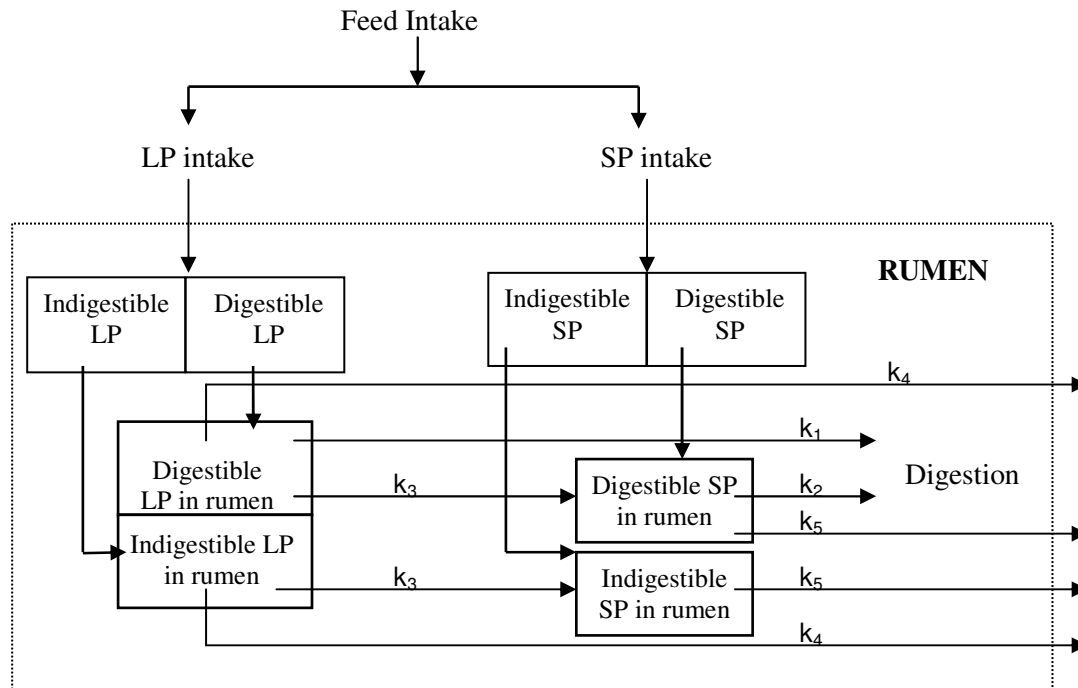 Feed Intake
LP intake
SP intake
RUMEN
Indigestible
LP
Digestible
LP
Indigestible
SP
Digestible
SP
k4
k1
Digestible
LP in rumen
k3
Digestible SP
in rumen
k2
Digestion
k5
Indigestible LP
in rumen
k3
Indigestible
SP in rumen
k5
k4